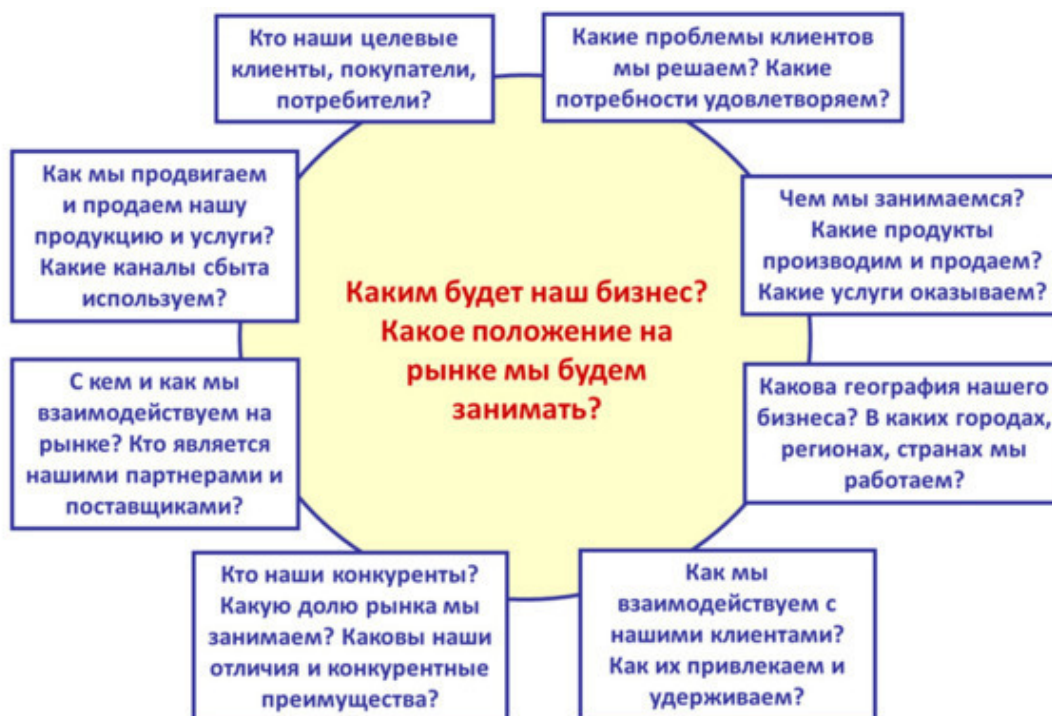 Кто наши целевые
клиенты, покупатели,
потребители?
Какие проблемы клиентов
мы решаем? Какие
потребности удовлетворяем?
Как мы продвигаем
и продаем нашу
продукцию и услуги?
Какие каналы сбыта
используем?
Чем мы занимаемся?
Какие продукты
производим и продаем?
Какие услуги оказываем?
Каким будет наш бизнес?
Какое положение на
рынке мы будем
занимать?
С кем и как мы
взаимодействуем на
рынке? Кто является
нашими партнерами и
поставщиками?
Какова география нашего
бизнеса? В каких городах,
регионах, странах мы
работаем?
Кто наши конкуренты?
Какую долю рынка мы
занимаем? Каковы наши
отличия и конкурентные
преимущества?
Как мы
взаимодействуем с
нашими клиентами?
Как их привлекаем и
удерживаем?